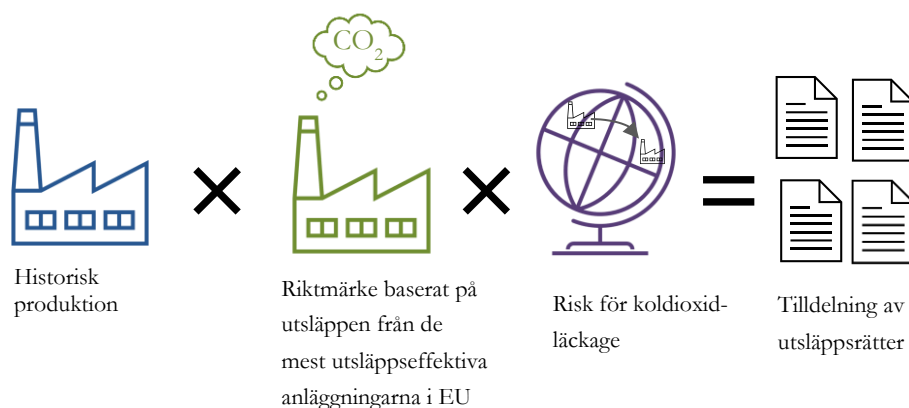 CO2
Historisk
produktion
Riktmärke baserat på
utsläppen från de
mest utsläppseffektiva
anläggningarna i EU
Risk för koldioxid-
läckage
Tilldelning av
utsläppsrätter